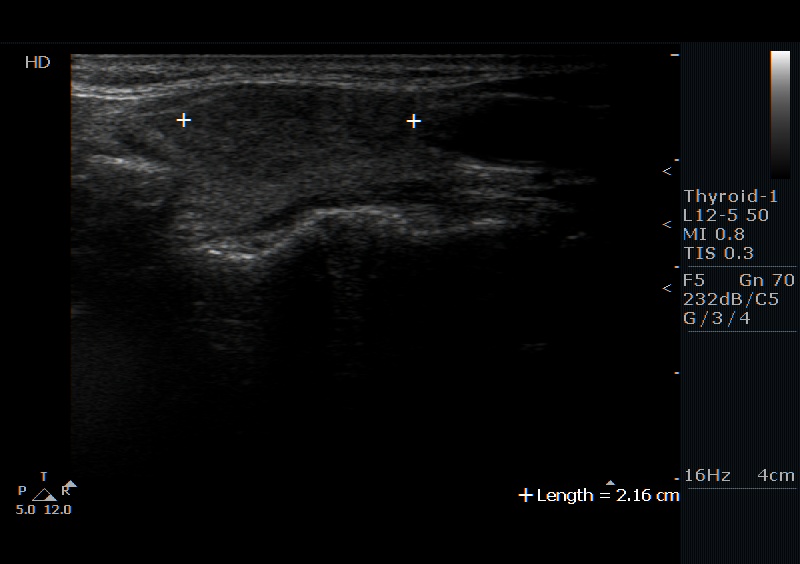 HD
Thyroid-1
L12-5 50
MI 0.8
TIS 0.3
F5 Gn 70
232dB/C5
G/3/4
16Hz 4cm
T
P R
5.0 12.0
+ Length = 2.16 cm